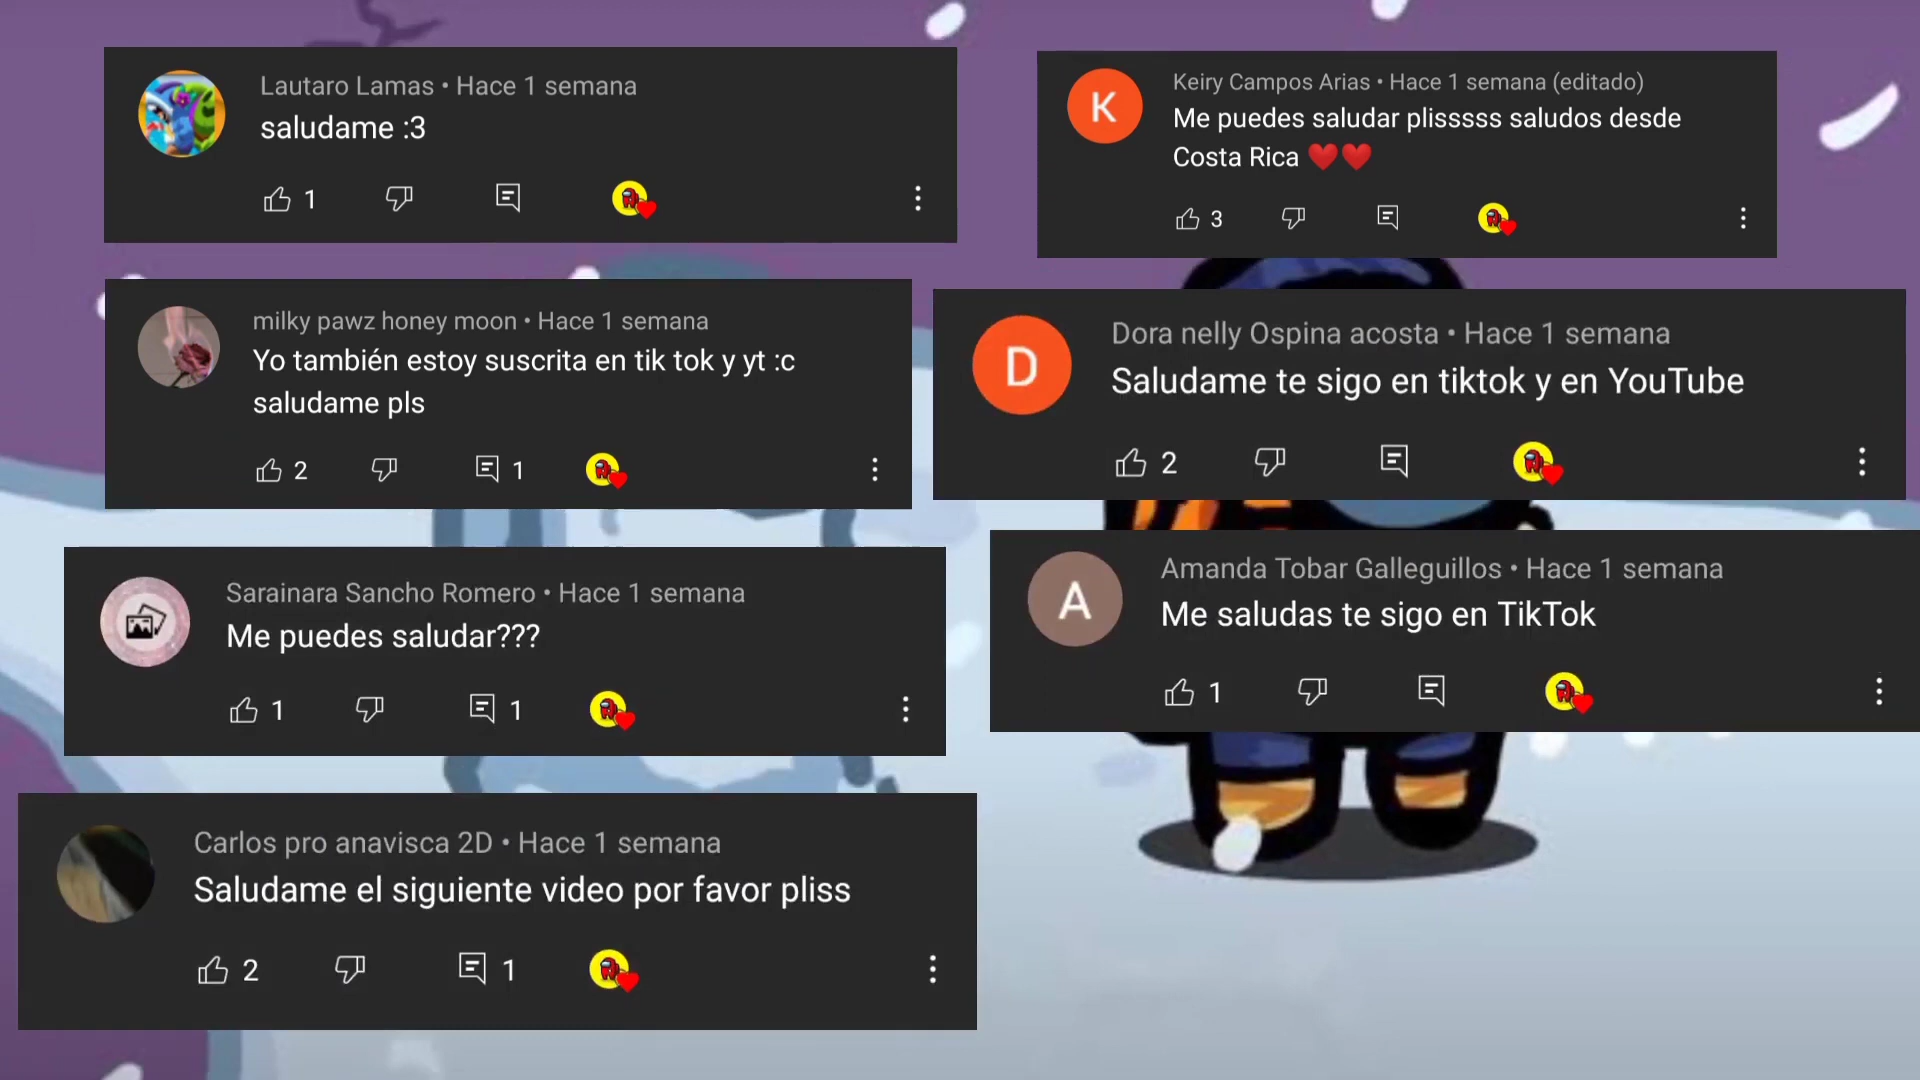 Lautaro Lamas • Hace 1 semana
saludame :3
1
milky pawz honey moon • Hace 1 semana
Yo también estoy suscrita en tik tok y yt :c
saludame pls
2 1
Sarainara Sancho Romero • Hace 1 semana
Me puedes saludar???
1 1
Carlos pro anavisca 2D • Hace 1 semana
Saludame el siguiente video por favor pliss
2 1
K
Keiry Campos Arias • Hace 1 semana (editado)
Me puedes saludar plisssss saludos desde
Costa Rica ❤️❤️
3
D
Dora nelly Ospina acosta • Hace 1 semana
Saludame te sigo en tiktok y en YouTube
2
A
Amanda Tobar Galleguillos • Hace 1 semana
Me saludas te sigo en TikTok
1